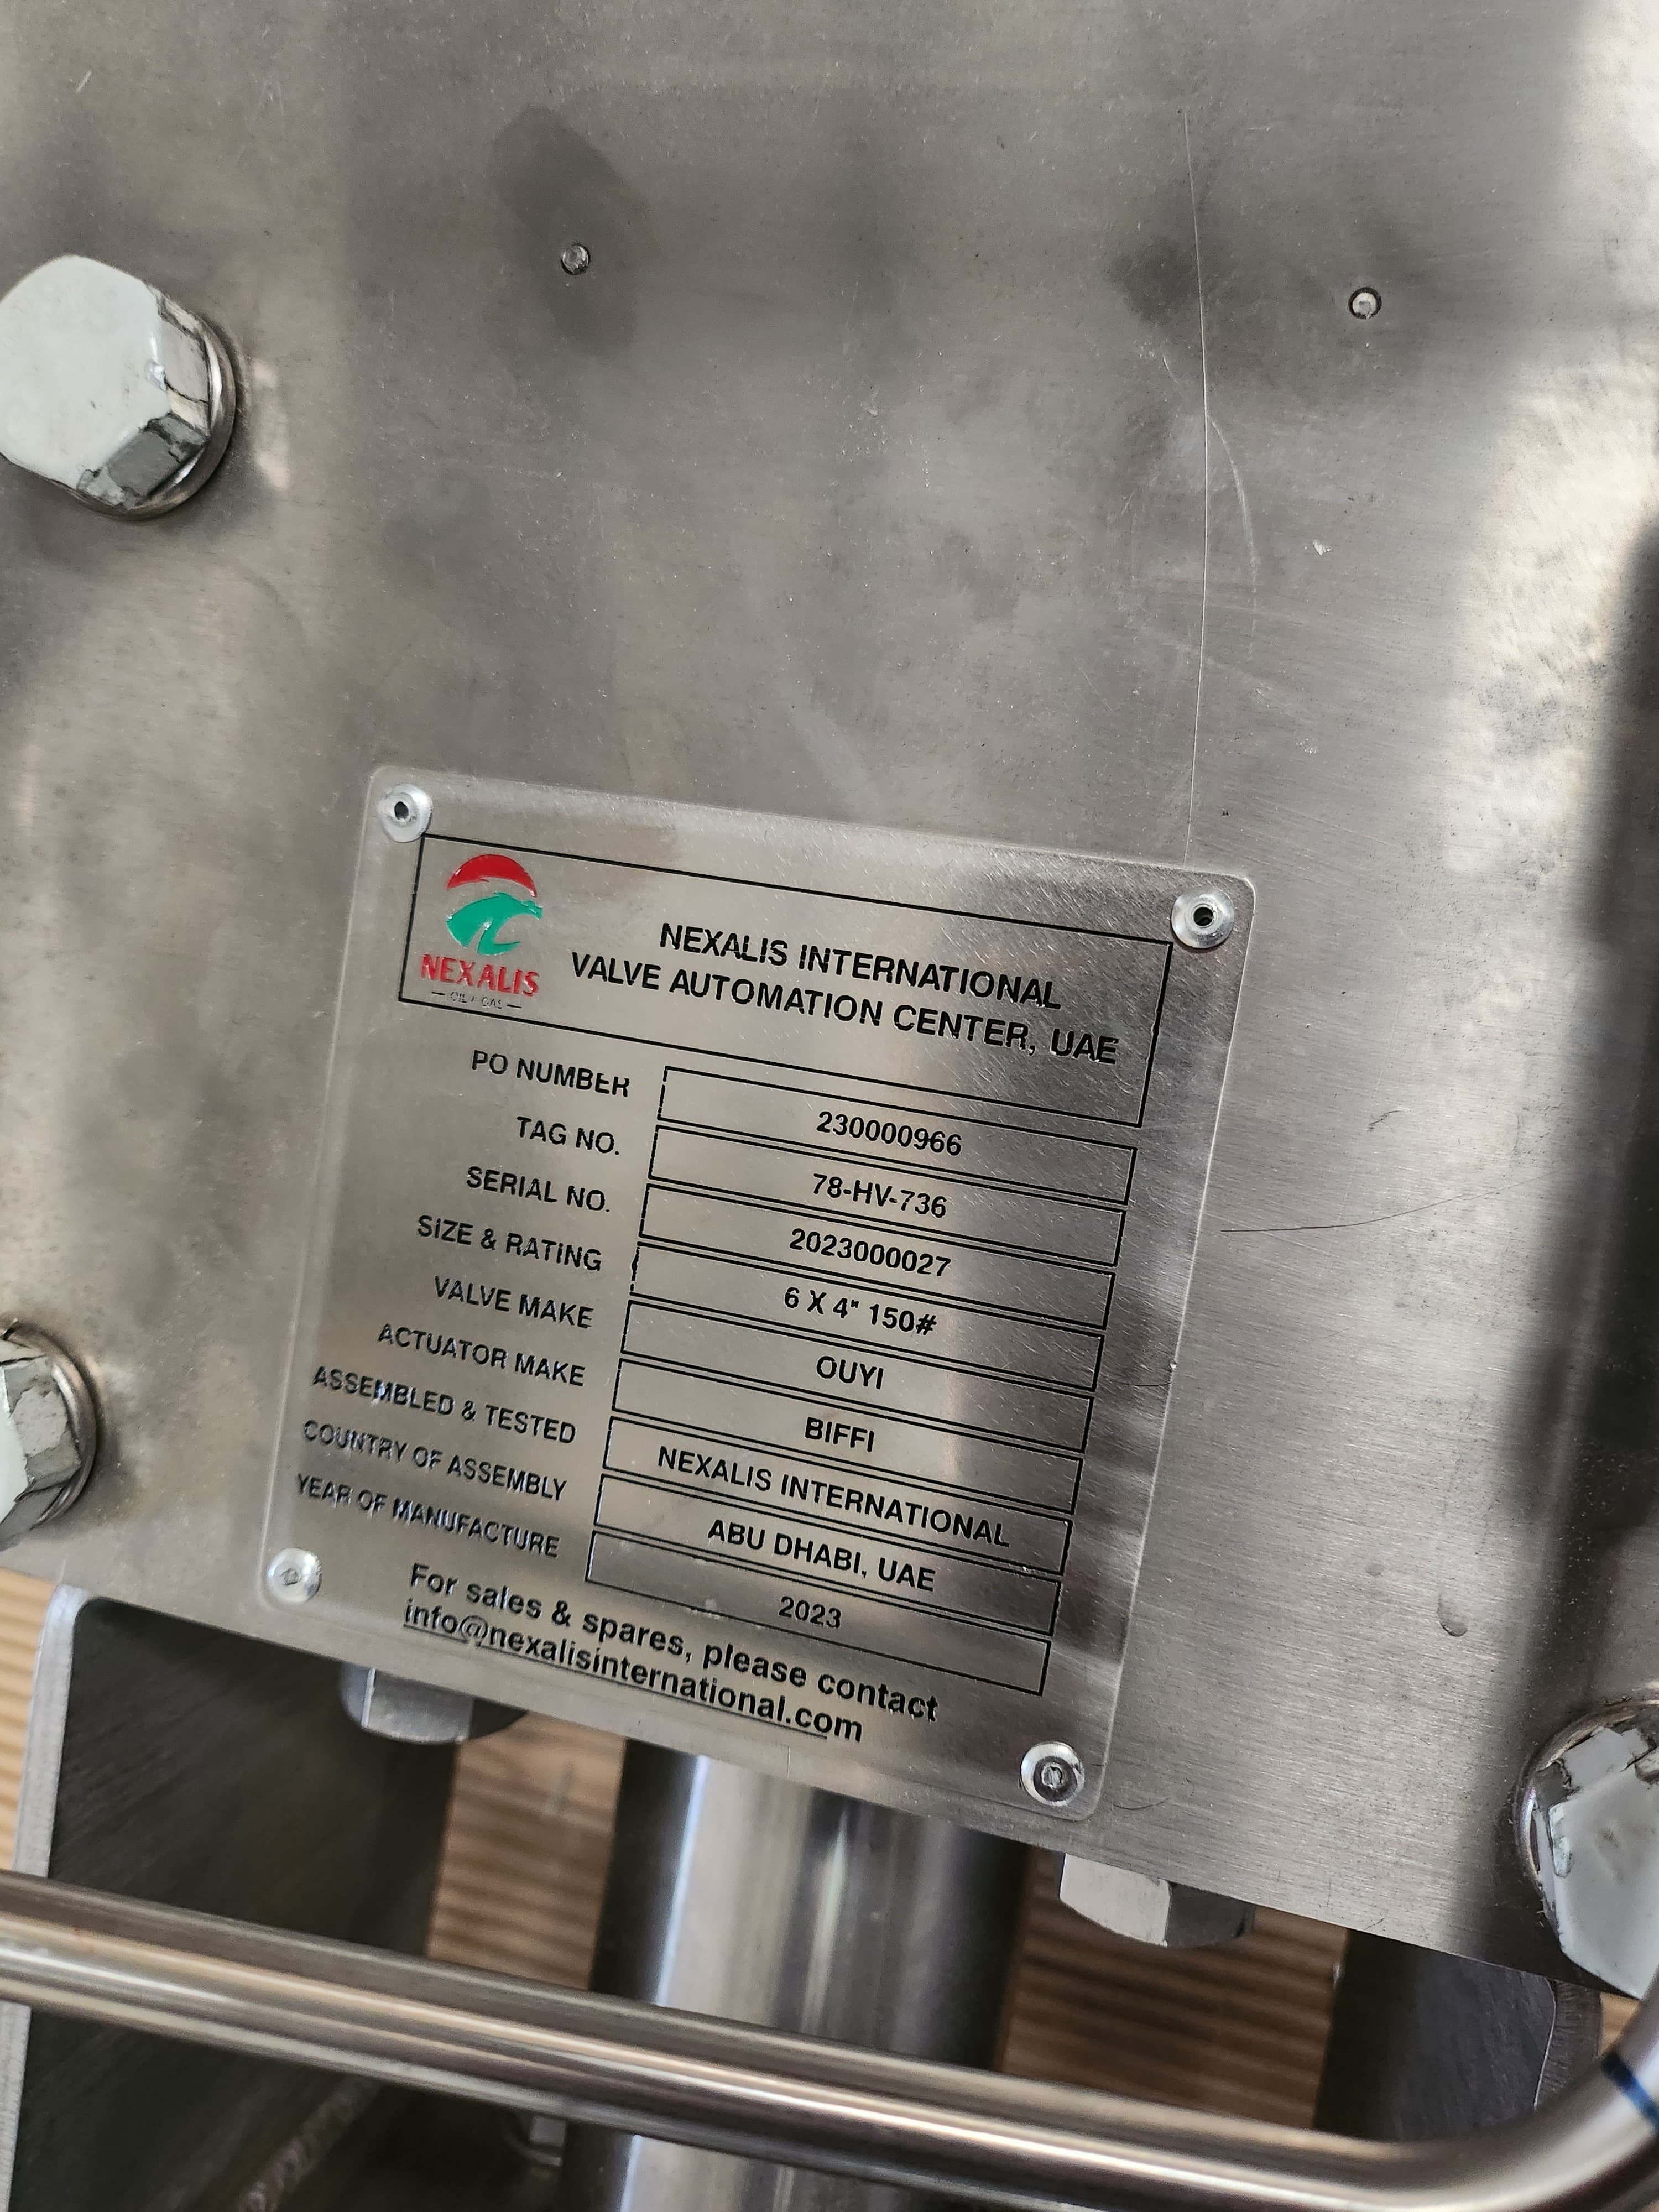 NEXALIS
OIL & GAS
NEXALIS INTERNATIONAL
VALVE AUTOMATION CENTER, UAE
PO NUMBER 230000966
TAG NO. 78-HV-736
SERIAL NO. 2023000027
SIZE & RATING 6 X 4" 150#
VALVE MAKE OUYI
ACTUATOR MAKE BIFFI
ASSEMBLED & TESTED NEXALIS INTERNATIONAL
COUNTRY OF ASSEMBLY ABU DHABI, UAE
YEAR OF MANUFACTURE 2023
For sales & spares, please contact
info@nexalisinternational.com